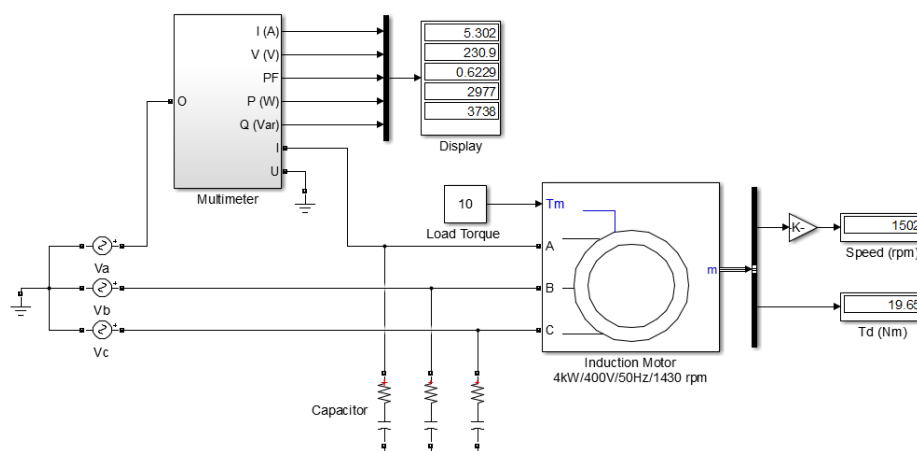 I (A)
V (V)
PF
P (W)
Q (Var)
I
U
O
Multimeter
5.302
230.9
0.6229
2977
3738
Display
10
Load Torque
Tm
A
B
C
m
Induction Motor
4kW/400V/50Hz/1430 rpm
K-
1502
Speed (rpm)
19.65
Td (Nm)
Va
Vb
Vc
Capacitor